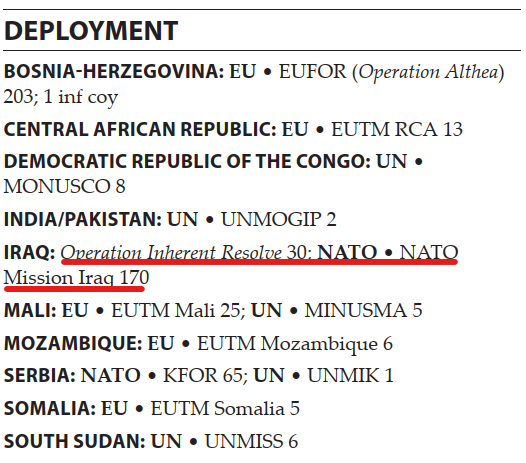 DEPLOYMENT
BOSNIA-HERZEGOVINA: EU • EUFOR (Operation Althea)
203; 1 inf coy
CENTRAL AFRICAN REPUBLIC: EU • EUTM RCA 13
DEMOCRATIC REPUBLIC OF THE CONGO: UN •
MONUSCO 8
INDIA/PAKISTAN: UN • UNMOGIP 2
IRAQ: Operation Inherent Resolve 30; NATO • NATO
Mission Iraq 170
MALI: EU • EUTM Mali 25; UN • MINUSMA 5
MOZAMBIQUE: EU • EUTM Mozambique 6
SERBIA: NATO • KFOR 65; UN • UNMIK 1
SOMALIA: EU • EUTM Somalia 5
SOUTH SUDAN: UN • UNMISS 6